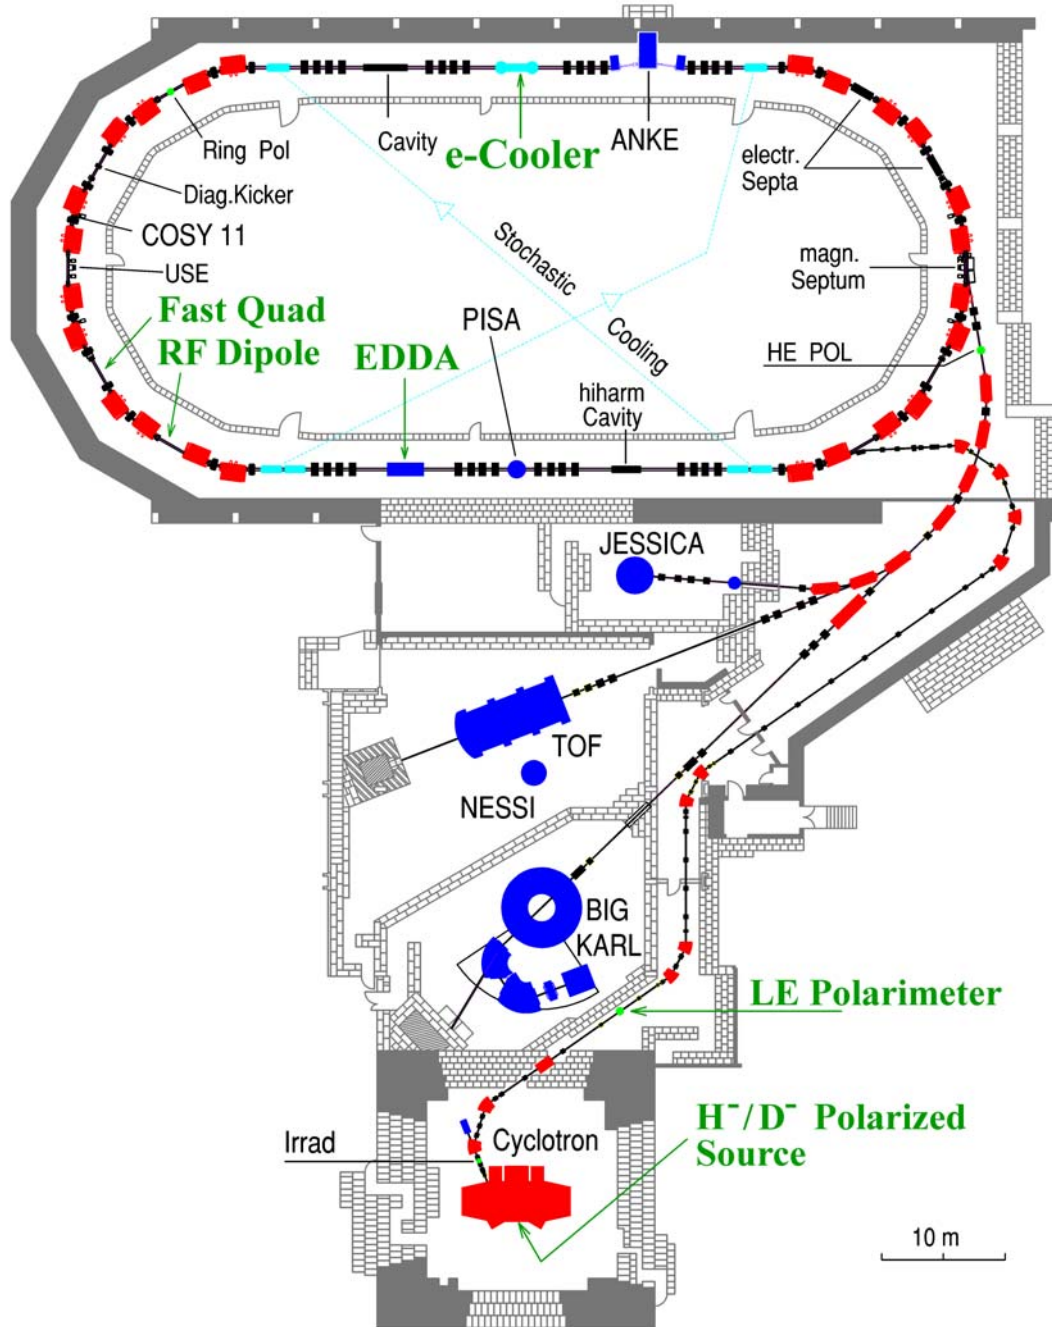 Ring Pol
Cavity
e-Cooler
ANKE
electr.
Septa
Diag.Kicker
COSY 11
USE
Stochastic
Cooling
magn.
Septum
Fast Quad
RF Dipole
EDDA
PISA
hiharm
Cavity
HE POL
JESSICA
TOF
NESSI
BIG
KARL
LE Polarimeter
H⁻/D⁻ Polarized
Source
Irrad
Cyclotron
10 m